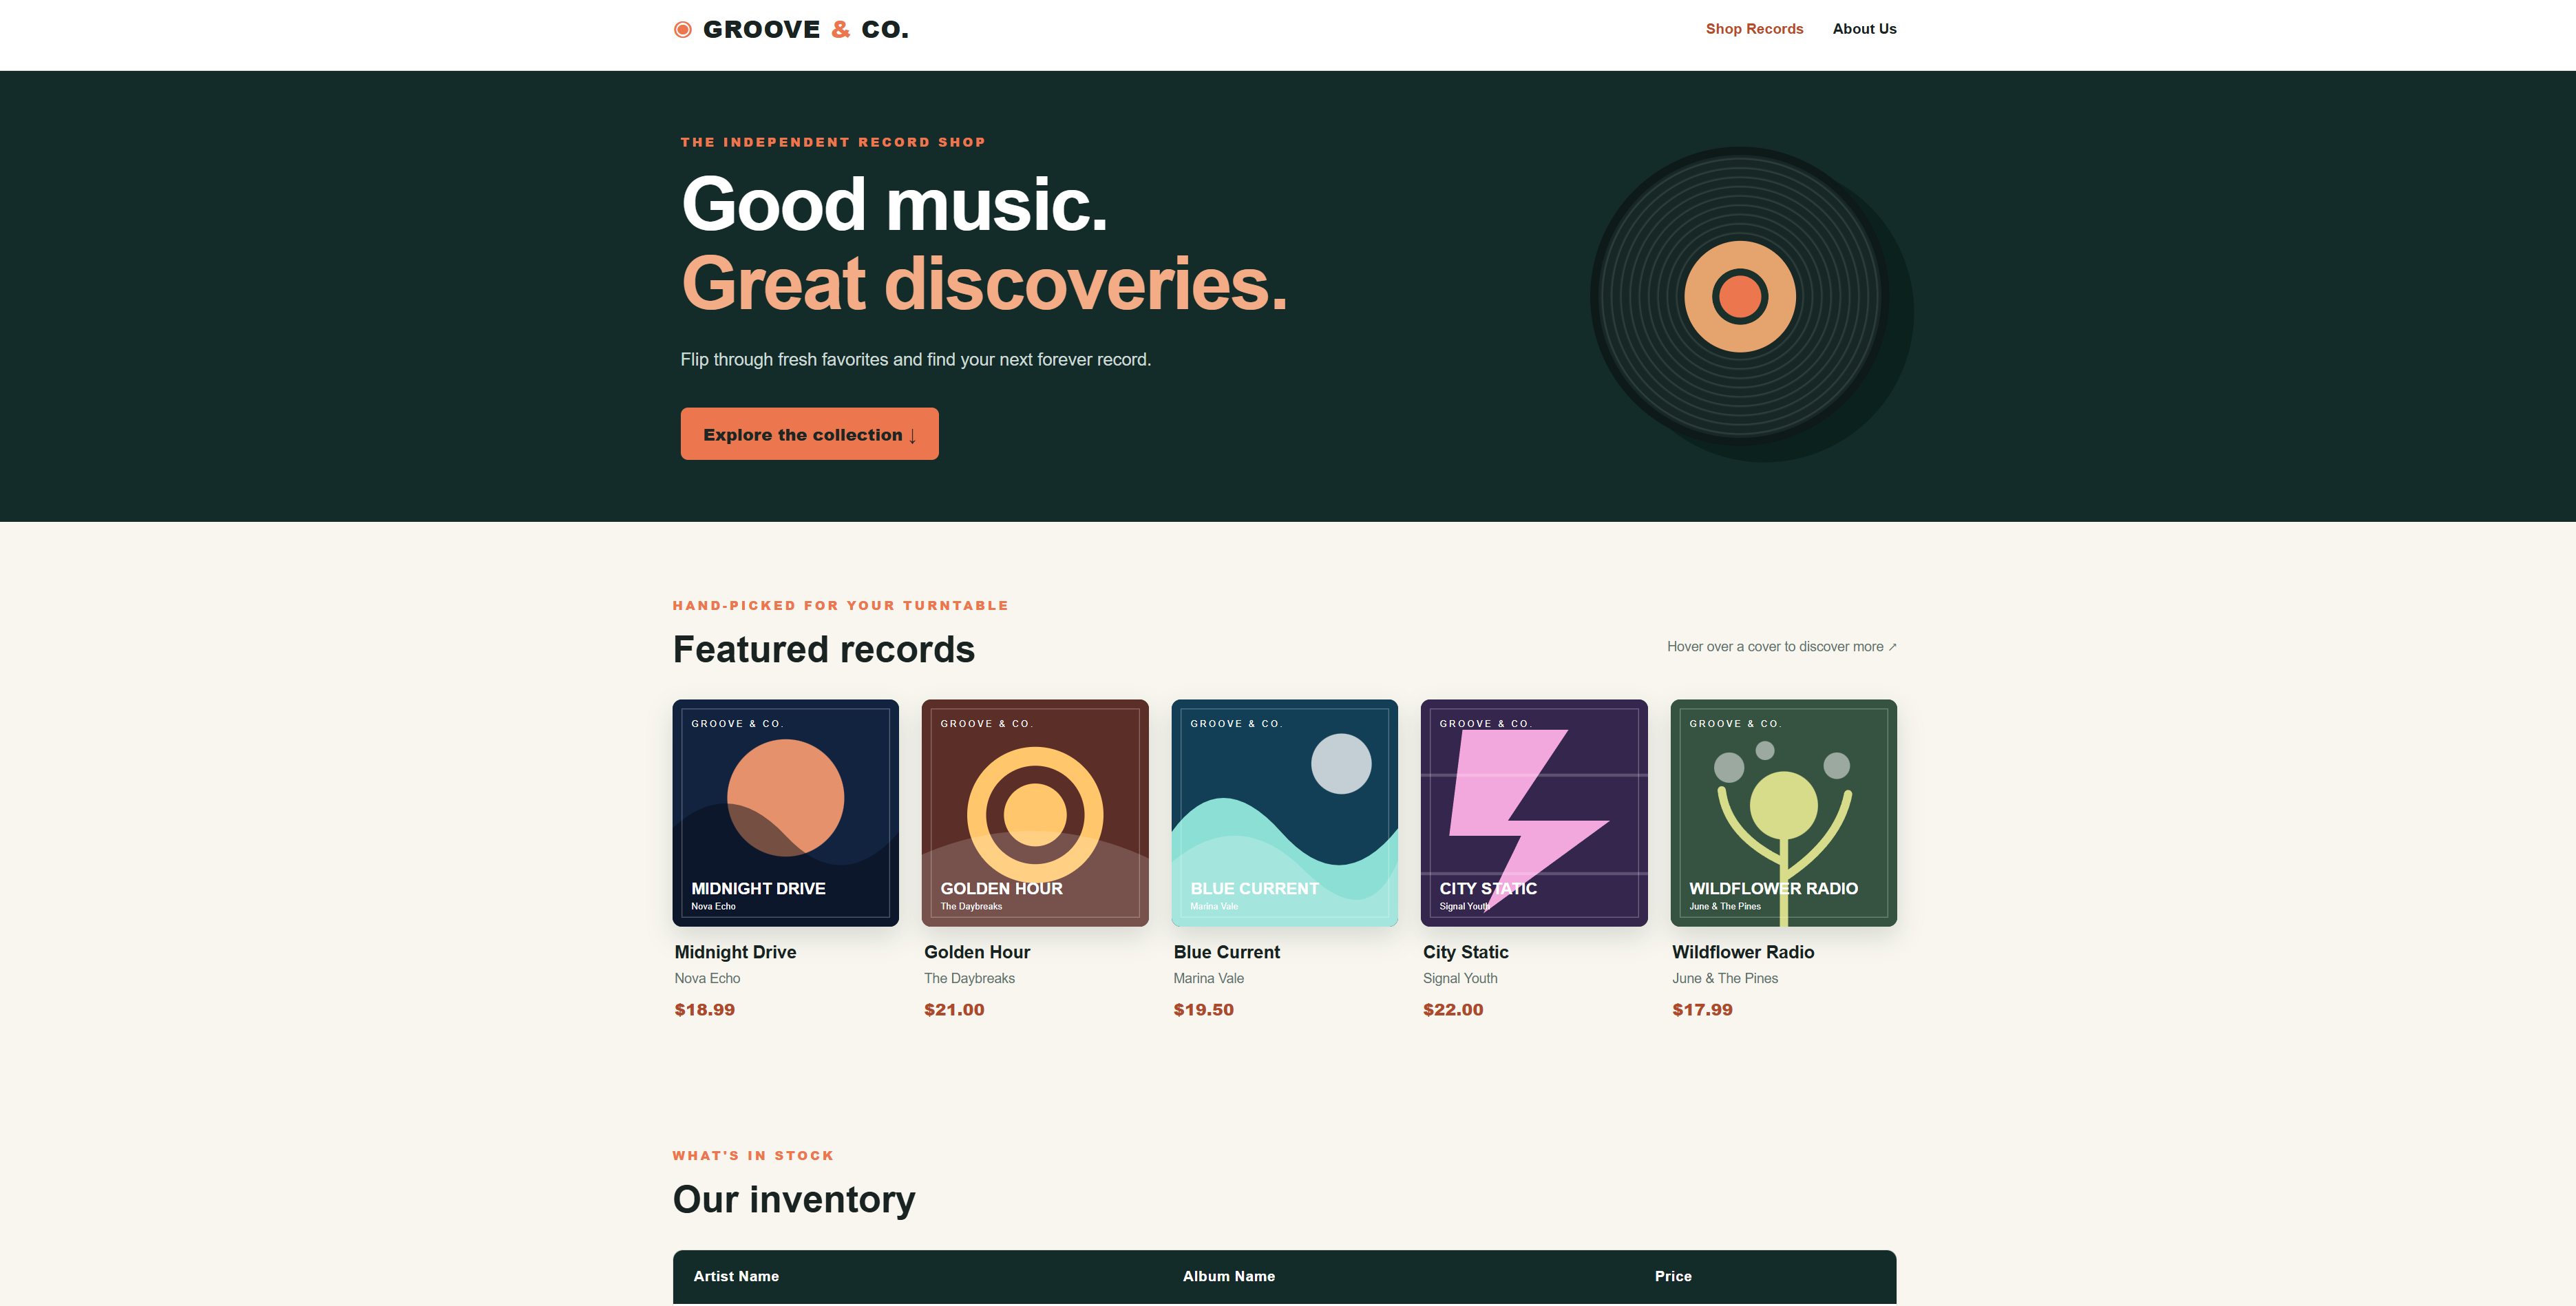 GROOVE & CO.
Shop Records About Us
THE INDEPENDENT RECORD SHOP
Good music.
Great discoveries.
Flip through fresh favorites and find your next forever record.
Explore the collection ↓
HAND-PICKED FOR YOUR TURNTABLE
Featured records
Hover over a cover to discover more ↗
GROOVE & CO.
MIDNIGHT DRIVE
Nova Echo
Midnight Drive
Nova Echo
$18.99
GROOVE & CO.
GOLDEN HOUR
The Daybreaks
Golden Hour
The Daybreaks
$21.00
GROOVE & CO.
BLUE CURRENT
Marina Vale
Blue Current
Marina Vale
$19.50
GROOVE & CO.
CITY STATIC
Signal Youth
City Static
Signal Youth
$22.00
GROOVE & CO.
WILDFLOWER RADIO
June & The Pines
Wildflower Radio
June & The Pines
$17.99
WHAT'S IN STOCK
Our inventory
Artist Name Album Name Price